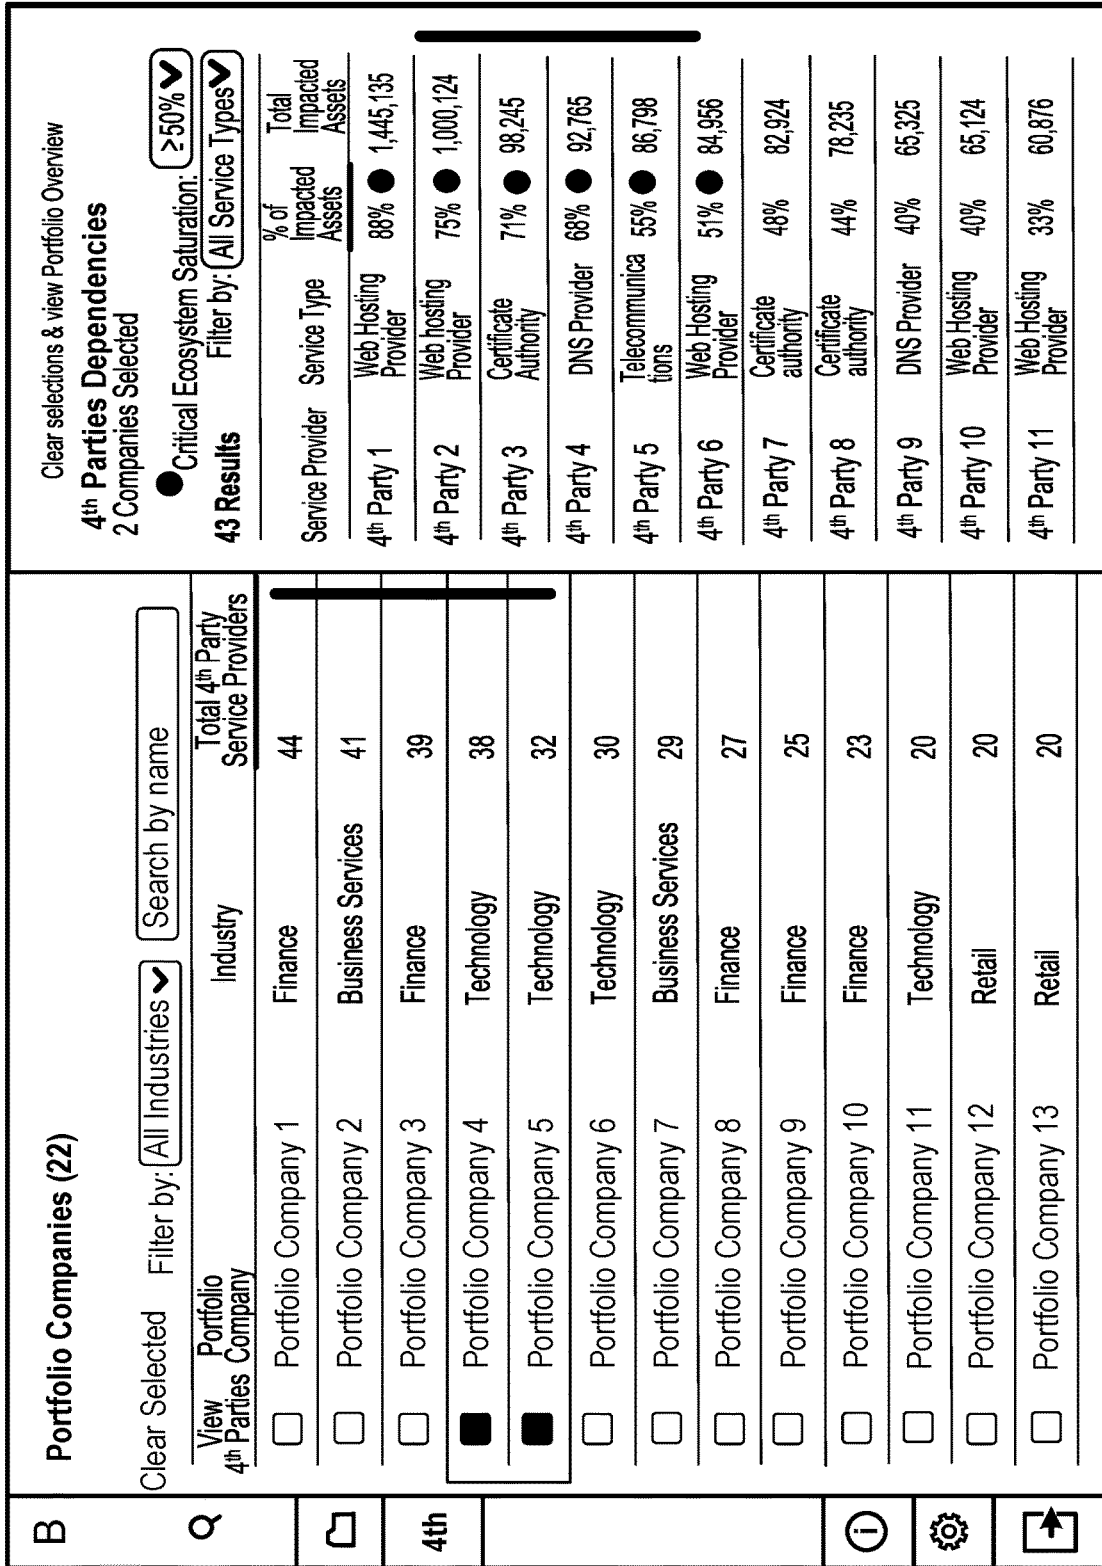 B
4th
Portfolio Companies (22)
Clear Selected Filter by: All Industries Search by name
View 4th Parties Portfolio Company Industry Total 4th Party Service Providers
Portfolio Company 1 Finance 44
Portfolio Company 2 Business Services 41
Portfolio Company 3 Finance 39
Portfolio Company 4 Technology 38
Portfolio Company 5 Technology 32
Portfolio Company 6 Technology 30
Portfolio Company 7 Business Services 29
Portfolio Company 8 Finance 27
Portfolio Company 9 Finance 25
Portfolio Company 10 Finance 23
Portfolio Company 11 Technology 20
Portfolio Company 12 Retail 20
Portfolio Company 13 Retail 20
Clear selections & view Portfolio Overview
4th Parties Dependencies
2 Companies Selected
Critical Ecosystem Saturation: ≥50%
43 Results Filter by: All Service Types
Service Provider Service Type % of Impacted Assets Total Impacted Assets
4th Party 1 Web Hosting Provider 88% 1,445,135
4th Party 2 Web hosting Provider 75% 1,000,124
4th Party 3 Certificate Authority 71% 98,245
4th Party 4 DNS Provider 68% 92,765
4th Party 5 Telecommunica tions 55% 86,798
4th Party 6 Web Hosting Provider 51% 84,956
4th Party 7 Certificate authority 48% 82,924
4th Party 8 Certificate authority 44% 78,235
4th Party 9 DNS Provider 40% 65,325
4th Party 10 Web Hosting Provider 40% 65,124
4th Party 11 Web Hosting Provider 33% 60,876